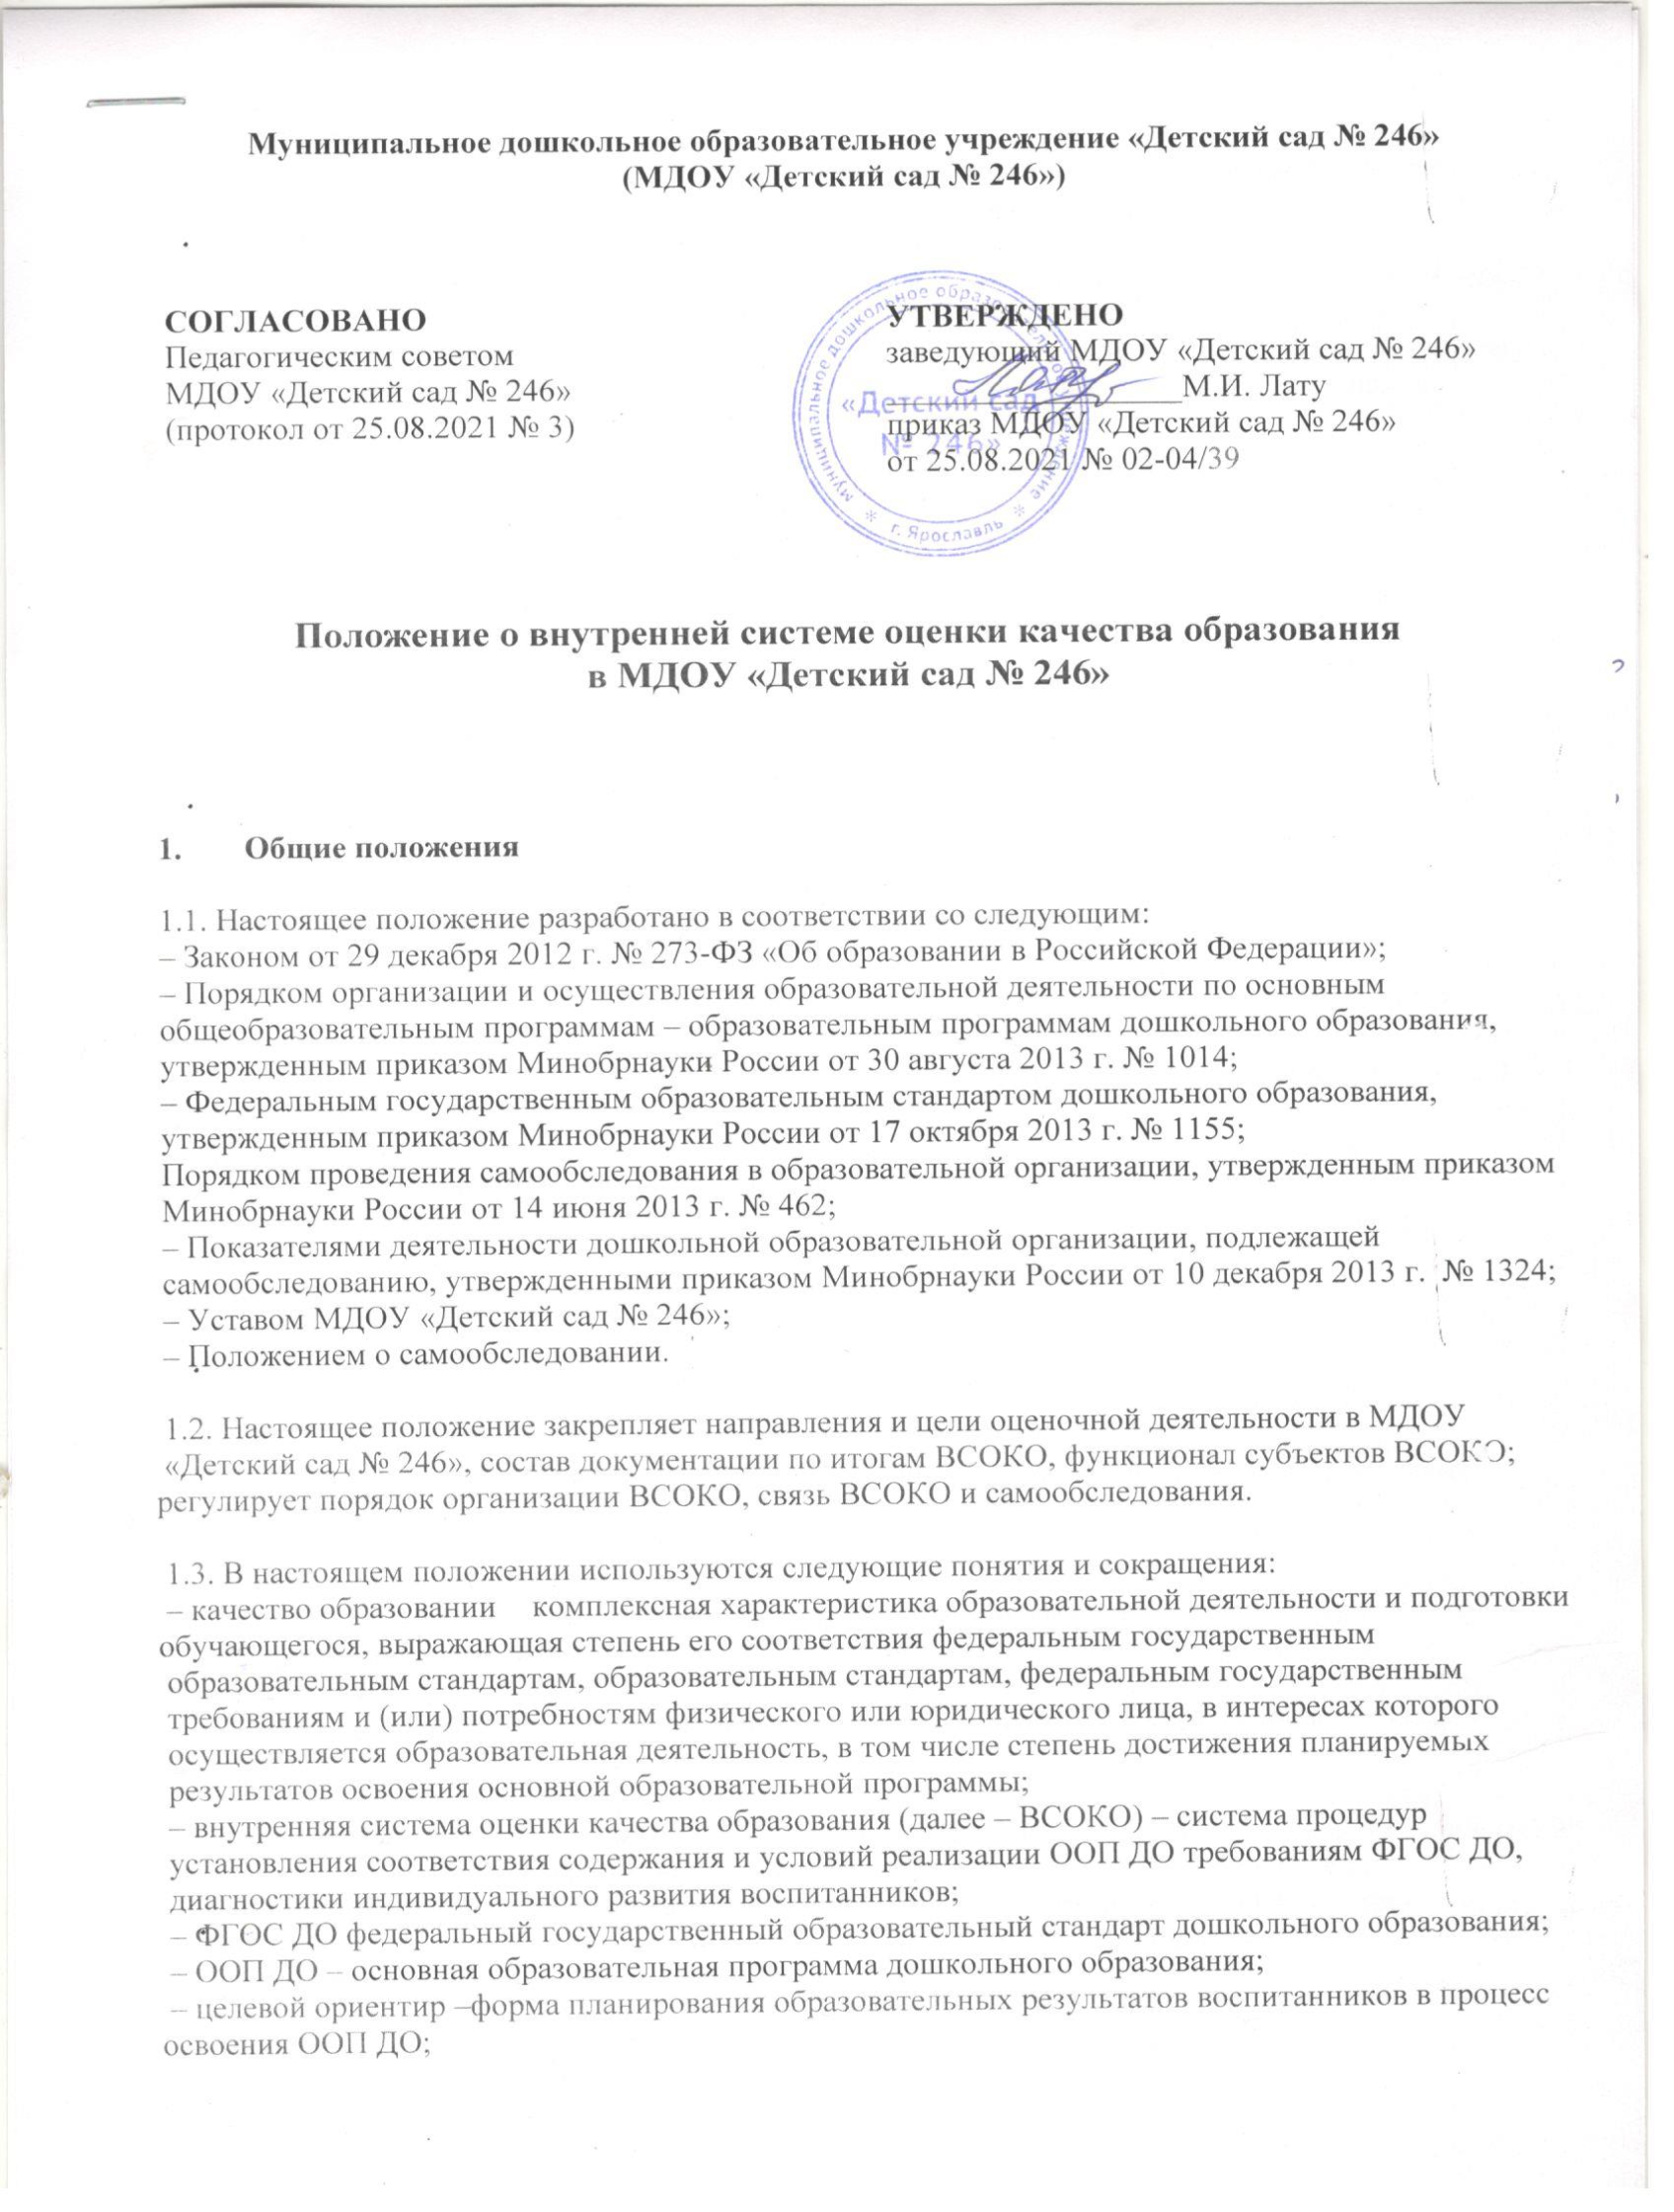 Муниципальное дошкольное образовательное учреждение «Детский сад № 246»
(МДОУ «Детский сад № 246»)
СОГЛАСОВАНО
Педагогическим советом
МДОУ «Детский сад № 246»
(протокол от 25.08.2021 № 3)
УТВЕРЖДЕНО
заведующий МДОУ «Детский сад № 246»
М.И. Лату
приказ МДОУ «Детский сад № 246»
от 25.08.2021 № 02-04/39
муниципальное дошкольное образовательное учреждение
«Детский сад
№ 246»
* г. Ярославль *
Положение о внутренней системе оценки качества образования
в МДОУ «Детский сад № 246»
1. Общие положения
1.1. Настоящее положение разработано в соответствии со следующим:
– Законом от 29 декабря 2012 г. № 273-ФЗ «Об образовании в Российской Федерации»;
– Порядком организации и осуществления образовательной деятельности по основным
общеобразовательным программам – образовательным программам дошкольного образования,
утвержденным приказом Минобрнауки России от 30 августа 2013 г. № 1014;
– Федеральным государственным образовательным стандартом дошкольного образования,
утвержденным приказом Минобрнауки России от 17 октября 2013 г. № 1155;
Порядком проведения самообследования в образовательной организации, утвержденным приказом
Минобрнауки России от 14 июня 2013 г. № 462;
– Показателями деятельности дошкольной образовательной организации, подлежащей
самообследованию, утвержденными приказом Минобрнауки России от 10 декабря 2013 г. № 1324;
– Уставом МДОУ «Детский сад № 246»;
– Положением о самообследовании.
1.2. Настоящее положение закрепляет направления и цели оценочной деятельности в МДОУ
«Детский сад № 246», состав документации по итогам ВСОКО, функционал субъектов ВСОКО;
регулирует порядок организации ВСОКО, связь ВСОКО и самообследования.
1.3. В настоящем положении используются следующие понятия и сокращения:
– качество образовании комплексная характеристика образовательной деятельности и подготовки
обучающегося, выражающая степень его соответствия федеральным государственным
образовательным стандартам, образовательным стандартам, федеральным государственным
требованиям и (или) потребностям физического или юридического лица, в интересах которого
осуществляется образовательная деятельность, в том числе степень достижения планируемых
результатов освоения основной образовательной программы;
– внутренняя система оценки качества образования (далее – ВСОКО) – система процедур
установления соответствия содержания и условий реализации ООП ДО требованиям ФГОС ДО,
диагностики индивидуального развития воспитанников;
– ФГОС ДО федеральный государственный образовательный стандарт дошкольного образования;
– ООП ДО – основная образовательная программа дошкольного образования;
– целевой ориентир –форма планирования образовательных результатов воспитанников в процесс
освоения ООП ДО;